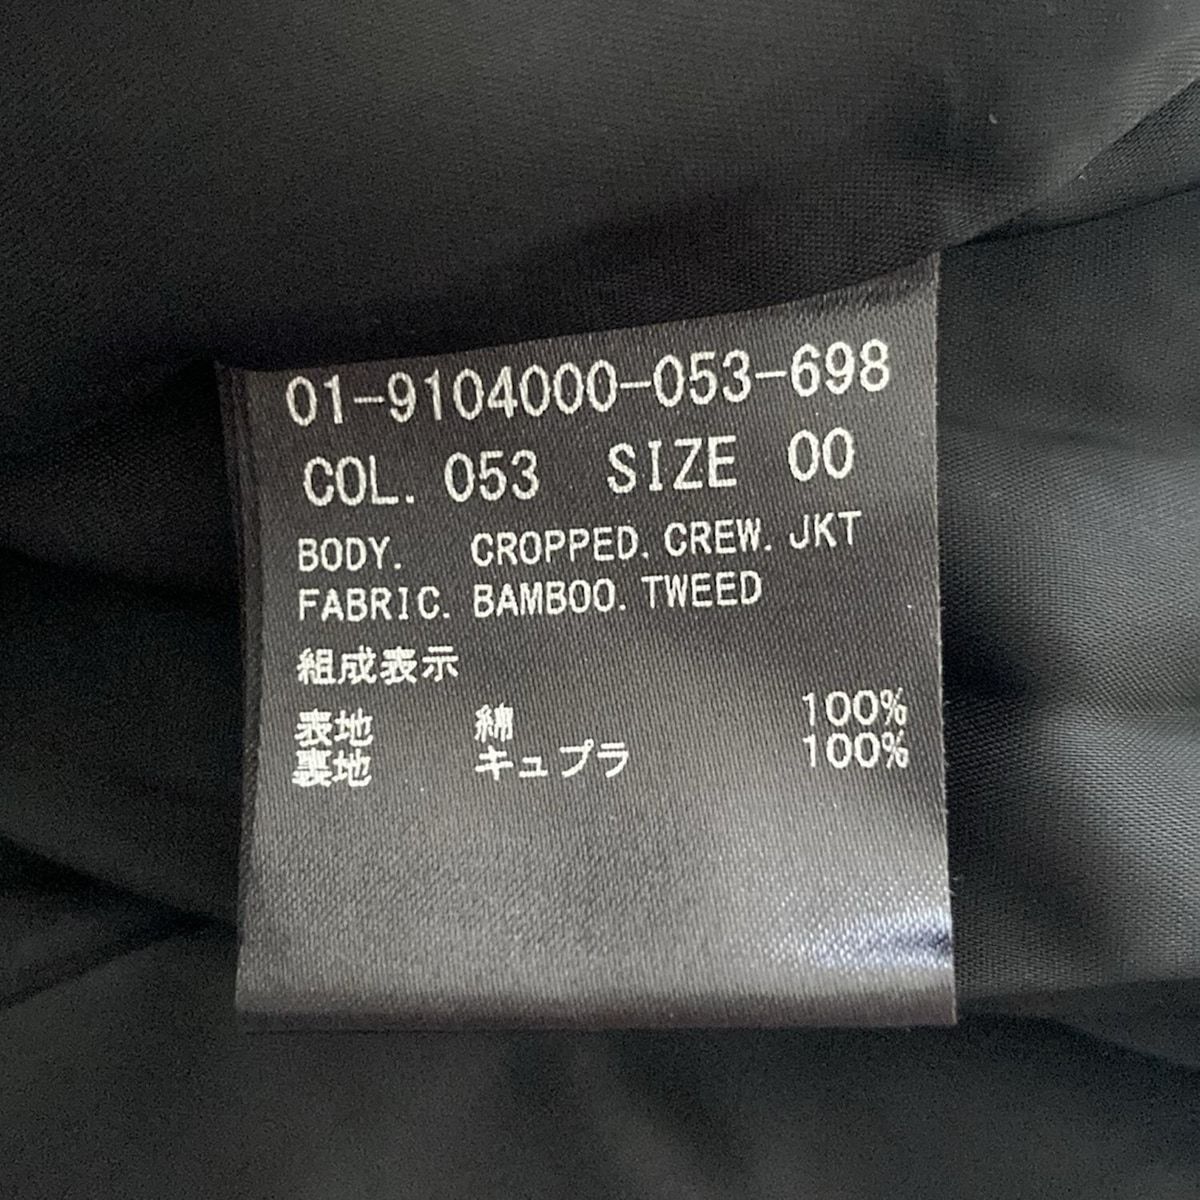 01-9104000-053-698
COL. 053 SIZE 00
BODY. CROPPED. CREW. JKT
FABRIC. BAMBOO. TWEED
組成表示
表地 綿 100%
裏地 キュプラ 100%